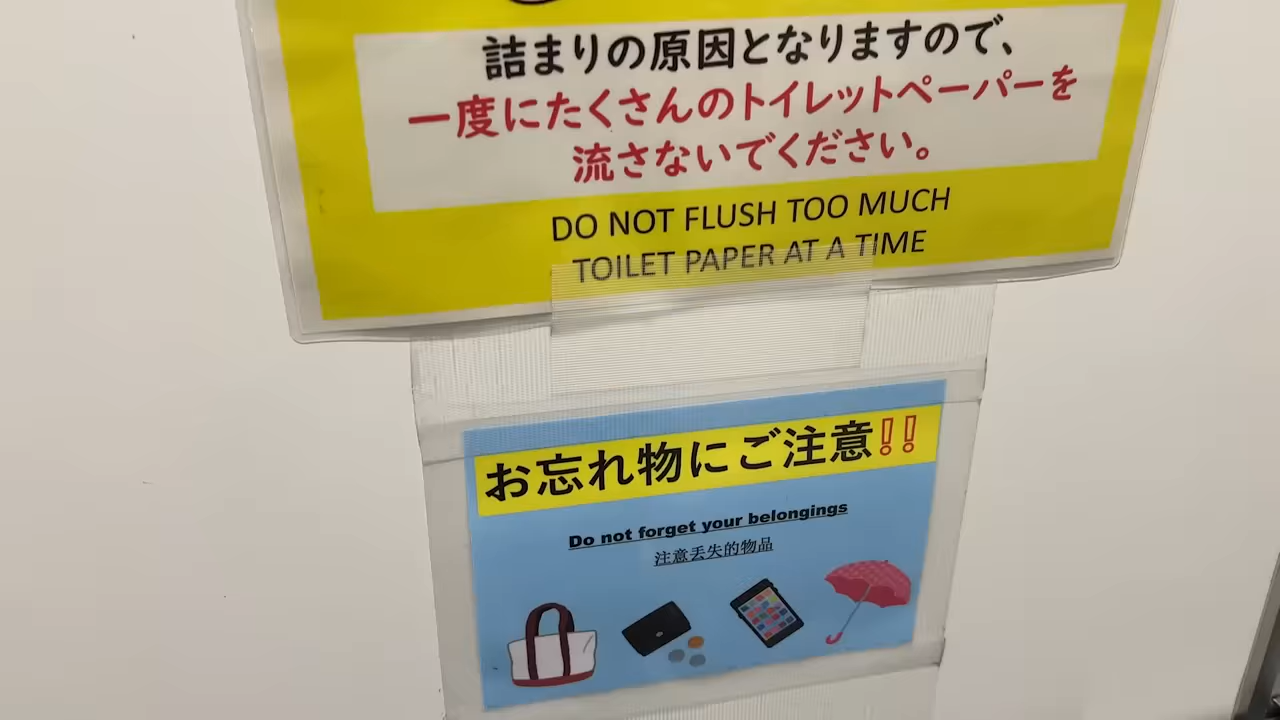 詰まりの原因となりますので、
一度にたくさんのトイレットペーパーを
流さないでください。
DO NOT FLUSH TOO MUCH
TOILET PAPER AT A TIME
お忘れ物にご注意!!
Do not forget your belongings
注意丢失的物品